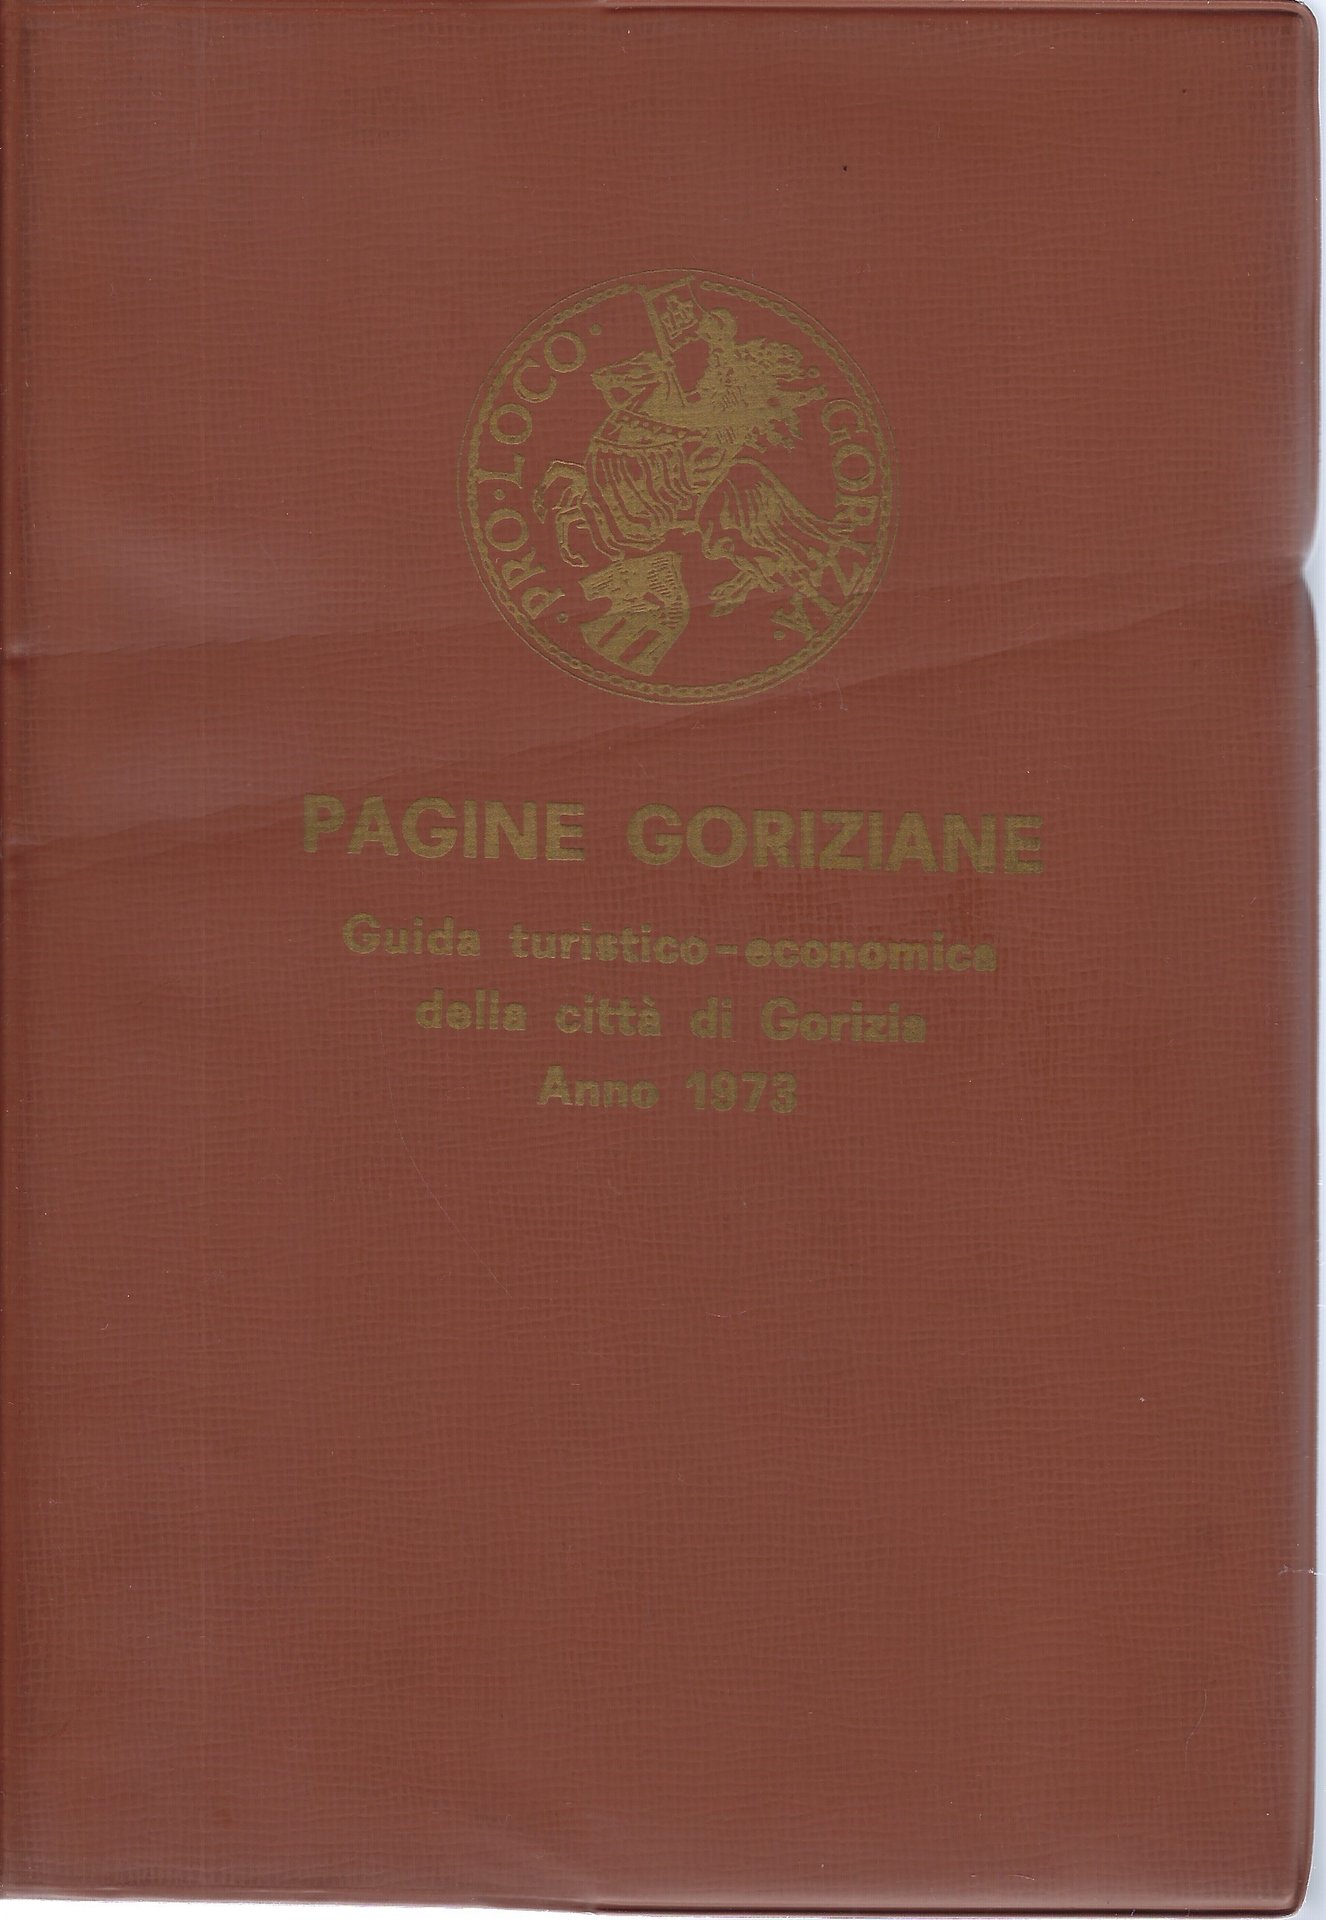 · PRO · LOCO · GORIZIA ·
PAGINE GORIZIANE
Guida turistico-economica
della città di Gorizia
Anno 1973